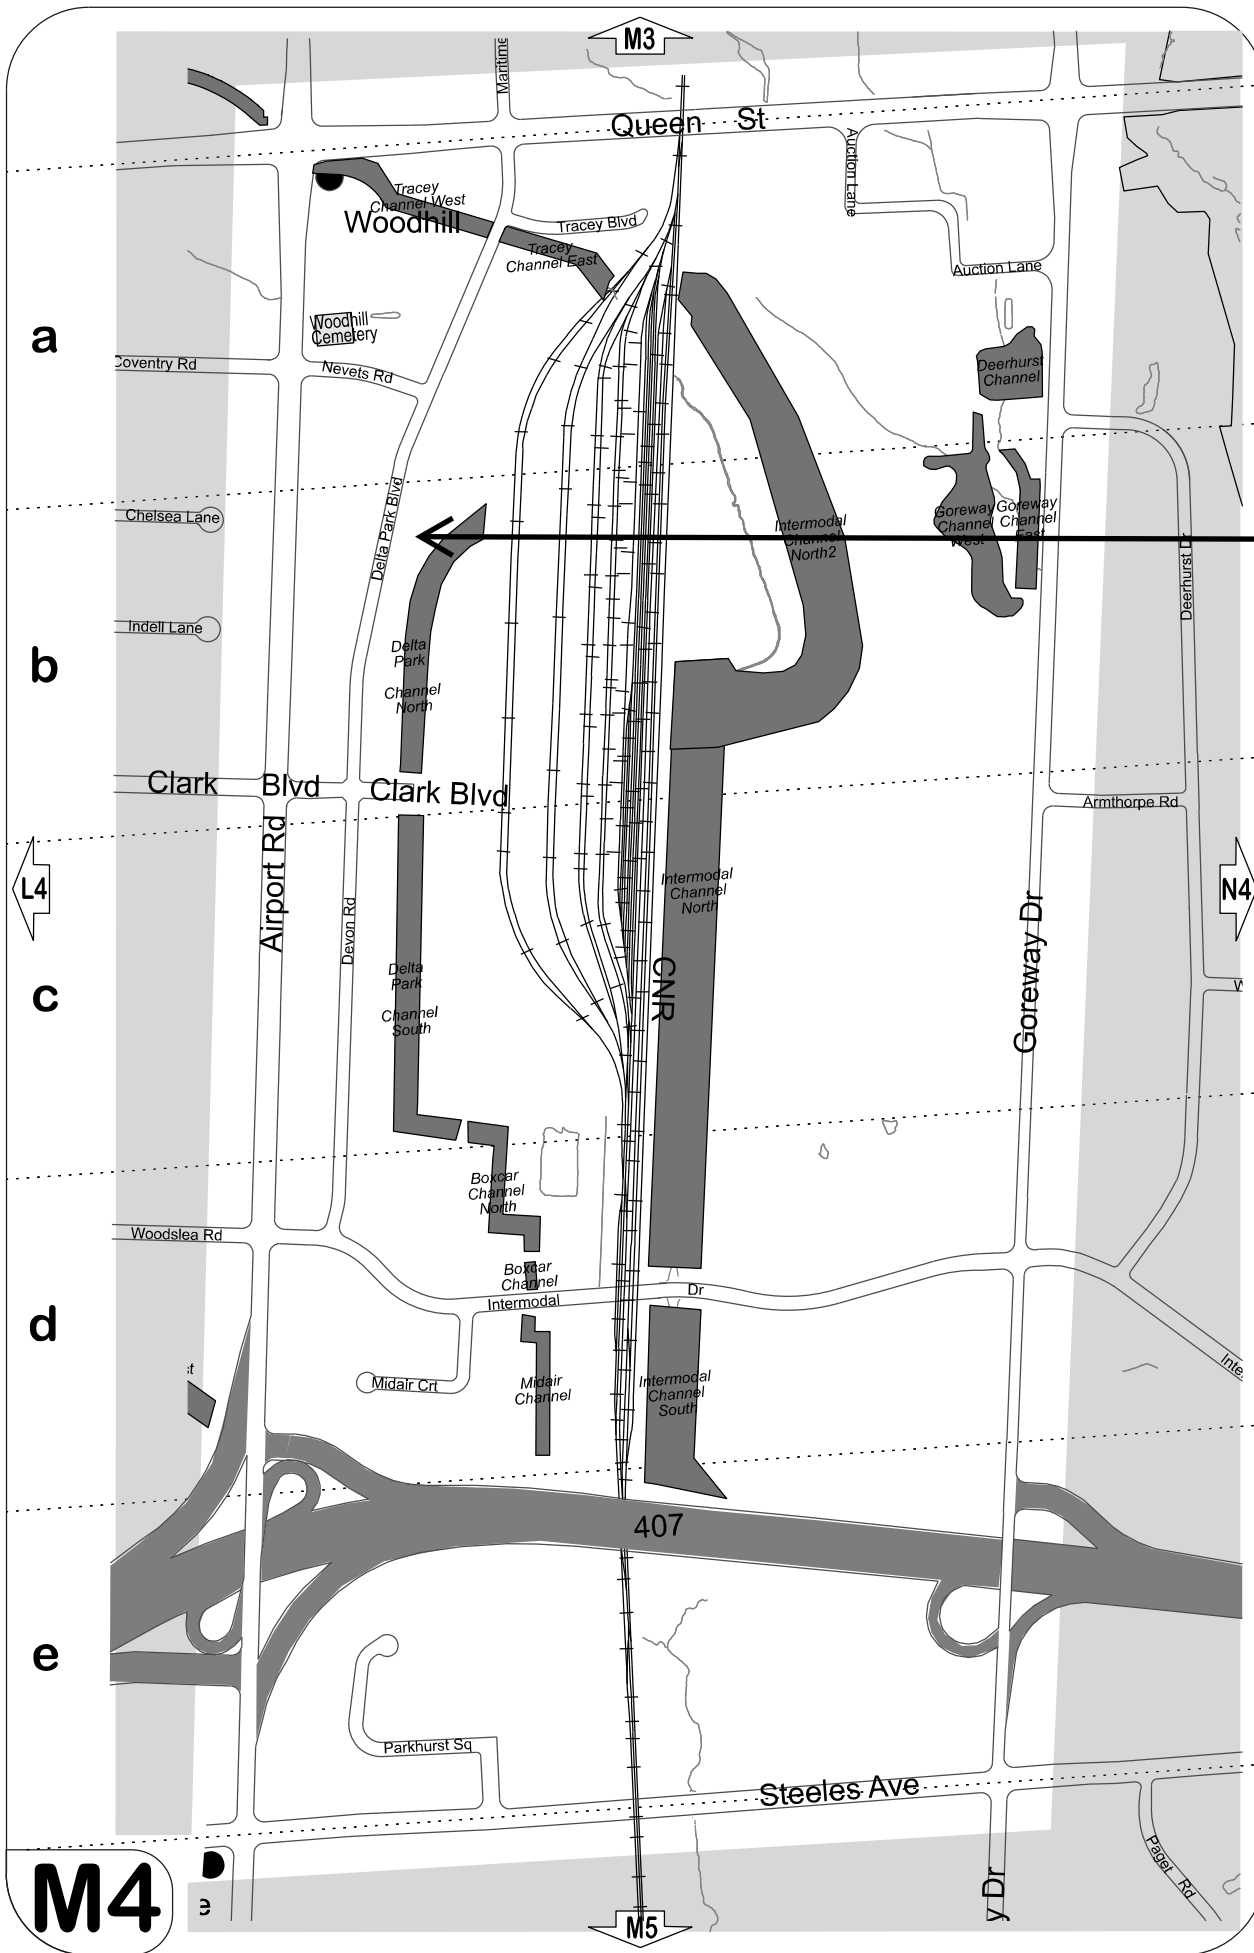 M3
Maritime
Queen St
Auction Lane
Tracey
Channel West
Woodhill
Tracey Blvd
Tracey
Channel East
Auction Lane
a
Woodhill
Cemetery
Coventry Rd
Nevets Rd
Deerhurst
Channel
Delta Park Blvd
Chelsea Lane
Intermodal
Channel
North2
Goreway
Channel
West
Goreway
Channel
East
Deerhurst Dr
Indell Lane
b
Delta
Park
Channel
North
Clark Blvd
Clark Blvd
Armthorpe Rd
Airport Rd
L4
N4
Intermodal
Channel
North
Devon Rd
Goreway Dr
c
Delta
Park
Channel
South
CNR
W
Boxcar
Channel
North
Woodslea Rd
Boxcar
Channel
Intermodal Dr
d
Inte
st
Midair Crt
Midair
Channel
Intermodal
Channel
South
407
e
Parkhurst Sq
Steeles Ave
Paget Rd
y Dr
e
M4
M5